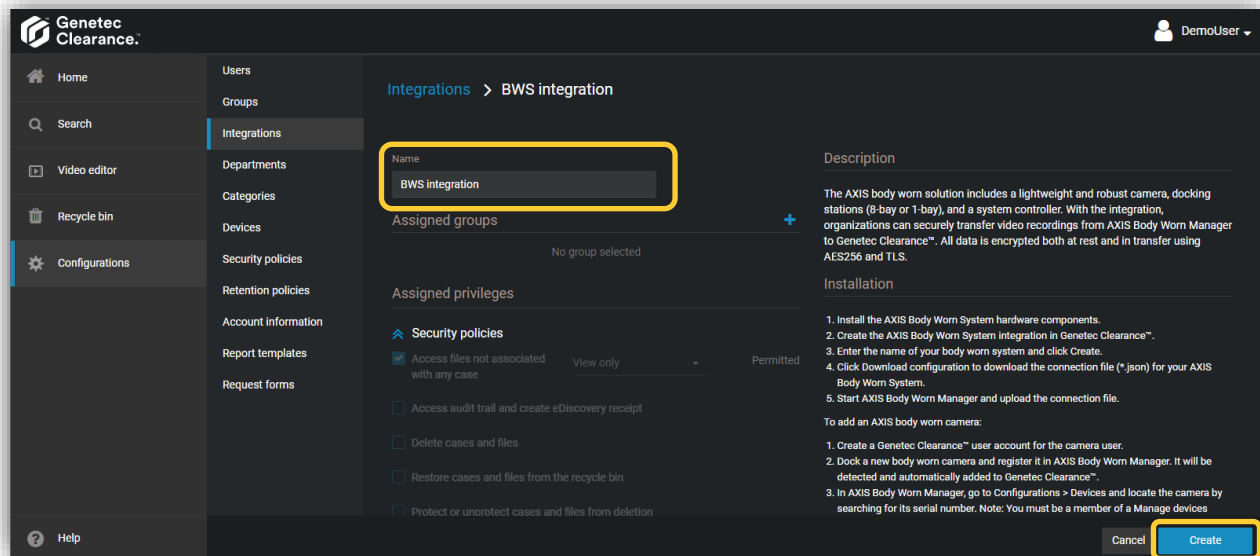 Genetec
Clearance.™
DemoUser
Home
Search
Video editor
Recycle bin
Configurations
Help
Users
Groups
Integrations
Departments
Categories
Devices
Security policies
Retention policies
Account information
Report templates
Request forms
Integrations > BWS integration
Name
BWS integration
Assigned groups +
No group selected
Assigned privileges
Security policies
Access files not associated
with any case
View only
Permitted
Access audit trail and create eDiscovery receipt
Delete cases and files
Restore cases and files from the recycle bin
Protect or unprotect cases and files from deletion
Description
The AXIS body worn solution includes a lightweight and robust camera, docking
stations (8-bay or 1-bay), and a system controller. With the integration,
organizations can securely transfer video recordings from AXIS Body Worn Manager
to Genetec Clearance™. All data is encrypted both at rest and in transfer using
AES256 and TLS.
Installation
1. Install the AXIS Body Worn System hardware components.
2. Create the AXIS Body Worn System integration in Genetec Clearance™.
3. Enter the name of your body worn system and click Create.
4. Click Download configuration to download the connection file (*.json) for your AXIS
Body Worn System.
5. Start AXIS Body Worn Manager and upload the connection file.
To add an AXIS body worn camera:
1. Create a Genetec Clearance™ user account for the camera user.
2. Dock a new body worn camera and register it in AXIS Body Worn Manager. It will be
detected and automatically added to Genetec Clearance™.
3. In AXIS Body Worn Manager, go to Configurations > Devices and locate the camera by
searching for its serial number. Note: You must be a member of a Manage devices
Cancel
Create